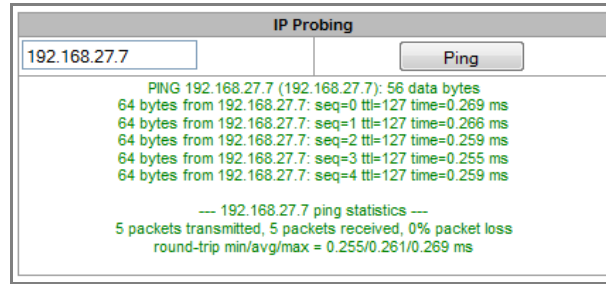 IP Probing
192.168.27.7
Ping
PING 192.168.27.7 (192.168.27.7): 56 data bytes
64 bytes from 192.168.27.7: seq=0 ttl=127 time=0.269 ms
64 bytes from 192.168.27.7: seq=1 ttl=127 time=0.266 ms
64 bytes from 192.168.27.7: seq=2 ttl=127 time=0.259 ms
64 bytes from 192.168.27.7: seq=3 ttl=127 time=0.255 ms
64 bytes from 192.168.27.7: seq=4 ttl=127 time=0.259 ms
--- 192.168.27.7 ping statistics ---
5 packets transmitted, 5 packets received, 0% packet loss
round-trip min/avg/max = 0.255/0.261/0.269 ms